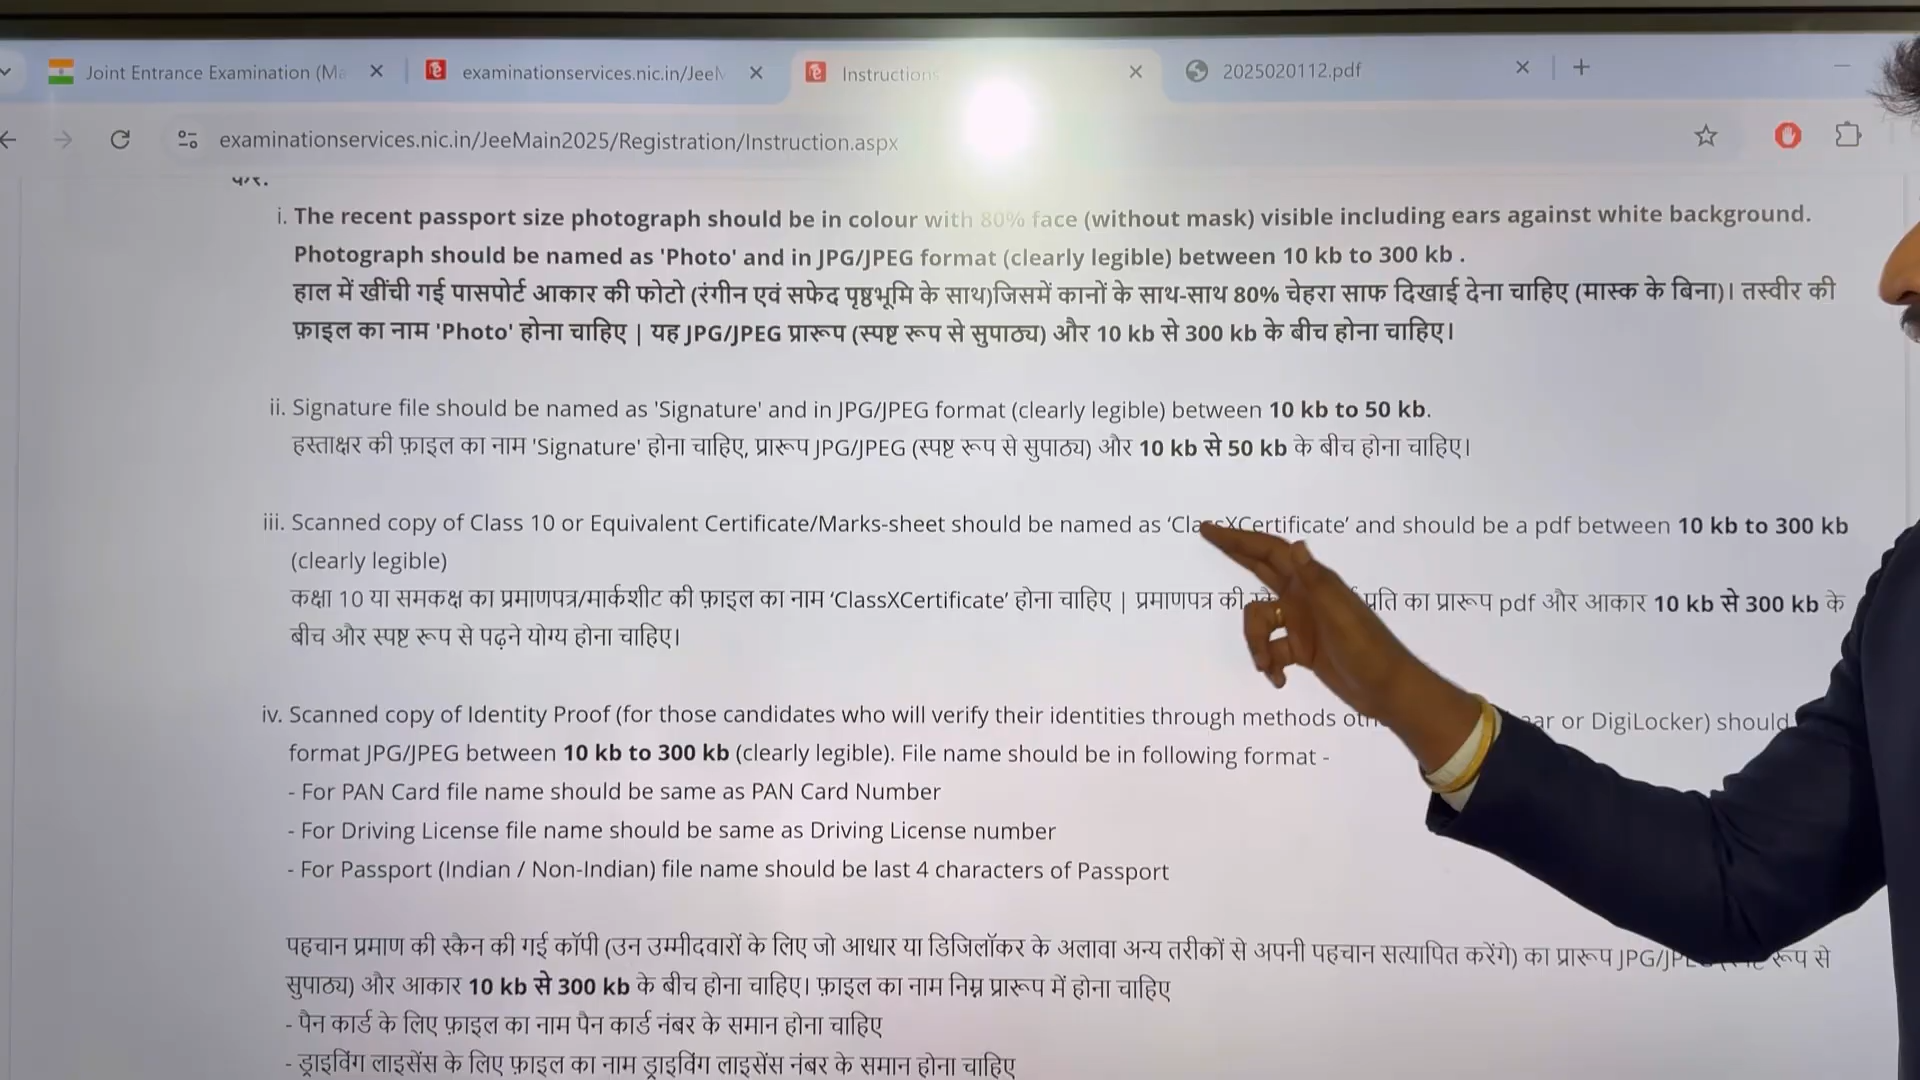 Joint Entrance Examination (Ma
examinationservices.nic.in/JeeM
Instructions
2025020112.pdf
examinationservices.nic.in/JeeMain2025/Registration/Instruction.aspx
i. The recent passport size photograph should be in colour with 80% face (without mask) visible including ears against white background.
Photograph should be named as 'Photo' and in JPG/JPEG format (clearly legible) between 10 kb to 300 kb .
हाल में खींची गई पासपोर्ट आकार की फोटो (रंगीन एवं सफेद पृष्ठभूमि के साथ)जिसमें कानों के साथ-साथ 80% चेहरा साफ दिखाई देना चाहिए (मास्क के बिना)। तस्वीर की
फ़ाइल का नाम 'Photo' होना चाहिए | यह JPG/JPEG प्रारूप (स्पष्ट रूप से सुपाठ्य) और 10 kb से 300 kb के बीच होना चाहिए।
ii. Signature file should be named as 'Signature' and in JPG/JPEG format (clearly legible) between 10 kb to 50 kb.
हस्ताक्षर की फ़ाइल का नाम 'Signature' होना चाहिए, प्रारूप JPG/JPEG (स्पष्ट रूप से सुपाठ्य) और 10 kb से 50 kb के बीच होना चाहिए।
iii. Scanned copy of Class 10 or Equivalent Certificate/Marks-sheet should be named as ‘ClassXCertificate’ and should be a pdf between 10 kb to 300 kb
(clearly legible)
कक्षा 10 या समकक्ष का प्रमाणपत्र/मार्कशीट की फ़ाइल का नाम ‘ClassXCertificate’ होना चाहिए | प्रमाणपत्र की प्रति का प्रारूप pdf और आकार 10 kb से 300 kb के
बीच और स्पष्ट रूप से पढ़ने योग्य होना चाहिए।
iv. Scanned copy of Identity Proof (for those candidates who will verify their identities through methods or DigiLocker) should
format JPG/JPEG between 10 kb to 300 kb (clearly legible). File name should be in following format -
- For PAN Card file name should be same as PAN Card Number
- For Driving License file name should be same as Driving License number
- For Passport (Indian / Non-Indian) file name should be last 4 characters of Passport
पहचान प्रमाण की स्कैन की गई कॉपी (उन उम्मीदवारों के लिए जो आधार या डिजिलॉकर के अलावा अन्य तरीकों से अपनी पहचान सत्यापित करेंगे) का प्रारूप रूप से
सुपाठ्य) और आकार 10 kb से 300 kb के बीच होना चाहिए। फ़ाइल का नाम निम्न प्रारूप में होना चाहिए
- पैन कार्ड के लिए फ़ाइल का नाम पैन कार्ड नंबर के समान होना चाहिए
- ड्राइविंग लाइसेंस के लिए फ़ाइल का नाम ड्राइविंग लाइसेंस नंबर के समान होना चाहिए